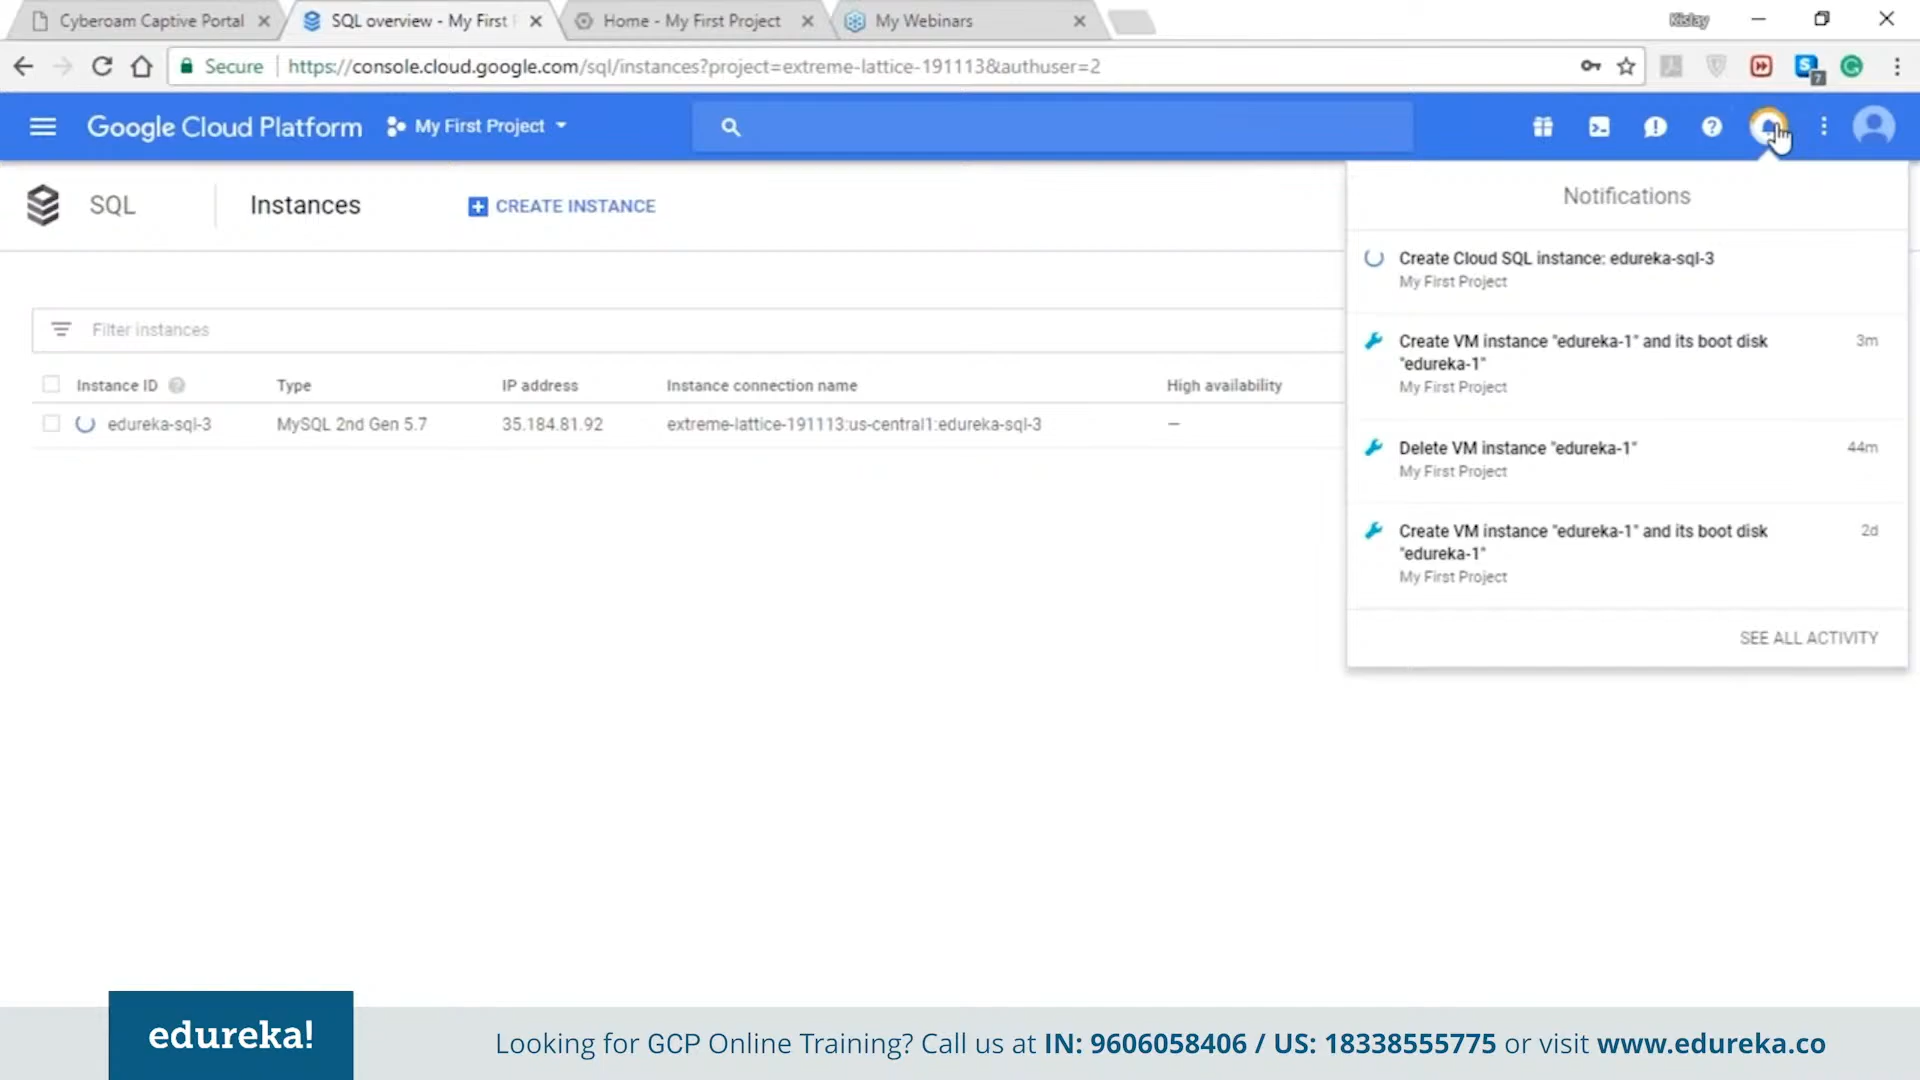 Cyberoam Captive Portal
SQL overview - My First
Home - My First Project
My Webinars
Kislay
Secure
https://console.cloud.google.com/sql/instances?project=extreme-lattice-191113&authuser=2
7
Google Cloud Platform
My First Project
SQL
Instances
CREATE INSTANCE
Notifications
Create Cloud SQL instance: edureka-sql-3
My First Project
Create VM instance "edureka-1" and its boot disk 3m
"edureka-1"
My First Project
Delete VM instance "edureka-1" 44m
My First Project
Create VM instance "edureka-1" and its boot disk 2d
"edureka-1"
My First Project
SEE ALL ACTIVITY
Filter instances
Instance ID Type IP address Instance connection name High availability
edureka-sql-3 MySQL 2nd Gen 5.7 35.184.81.92 extreme-lattice-191113:us-central1:edureka-sql-3 –
edureka!
Looking for GCP Online Training? Call us at IN: 9606058406 / US: 18338555775 or visit www.edureka.co